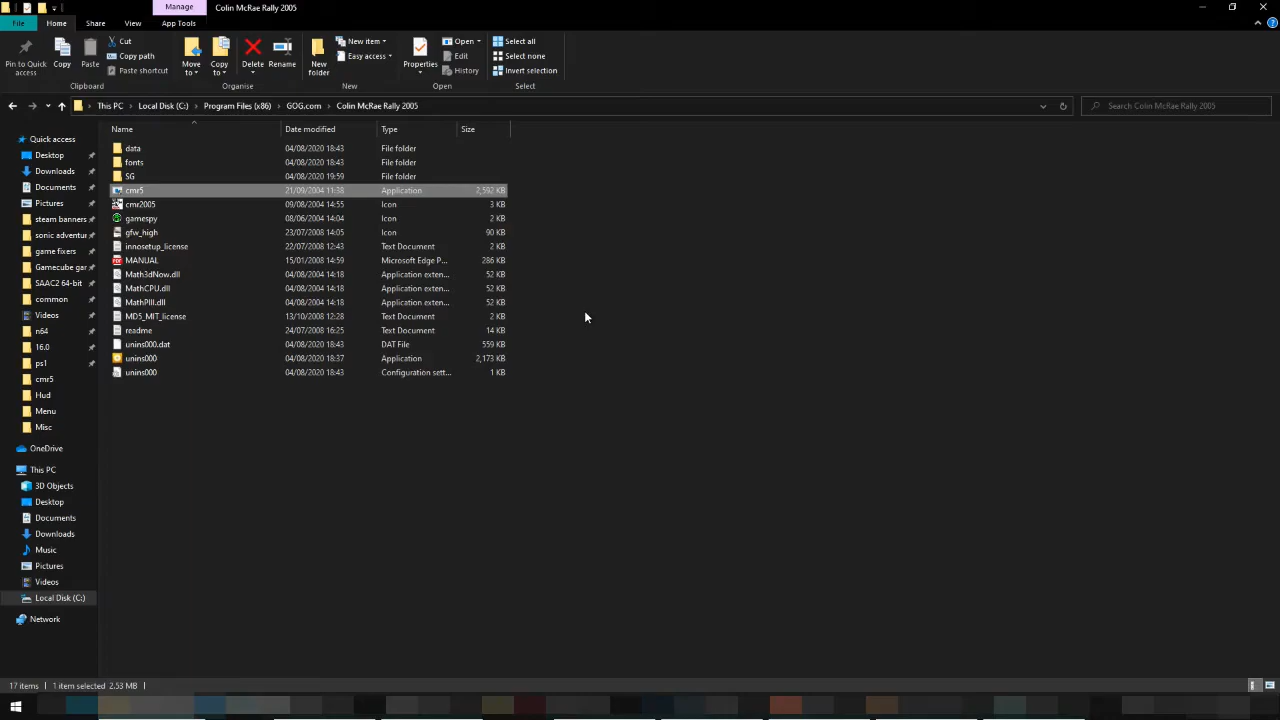 Manage
Colin McRae Rally 2005
File
Home
Share
View
App Tools
Pin to Quick access
Copy
Paste
Cut
Copy path
Paste shortcut
Clipboard
Move to
Copy to
Delete
Rename
Organise
New folder
New item
Easy access
New
Properties
Open
Edit
History
Open
Select all
Select none
Invert selection
Select
This PC
Local Disk (C:)
Program Files (x86)
GOG.com
Colin McRae Rally 2005
Search Colin McRae Rally 2005
Name Date modified Type Size
data 04/08/2020 18:43 File folder
fonts 04/08/2020 18:43 File folder
SG 04/08/2020 19:59 File folder
cmr5 21/09/2004 11:38 Application 2,592 KB
cmr2005 09/08/2004 14:55 Icon 3 KB
gamespy 08/06/2004 14:04 Icon 2 KB
gfw_high 23/07/2008 14:05 Icon 90 KB
innosetup_license 22/07/2008 12:43 Text Document 2 KB
MANUAL 15/01/2008 14:59 Microsoft Edge P... 286 KB
Math3dNow.dll 04/08/2004 14:18 Application exten... 52 KB
MathCPU.dll 04/08/2004 14:18 Application exten... 52 KB
MathPIII.dll 04/08/2004 14:18 Application exten... 52 KB
MD5_MIT_license 13/10/2008 12:28 Text Document 2 KB
readme 24/07/2008 16:25 Text Document 14 KB
unins000.dat 04/08/2020 18:43 DAT File 559 KB
unins000 04/08/2020 18:37 Application 2,173 KB
unins000 04/08/2020 18:43 Configuration sett... 1 KB
Quick access
Desktop
Downloads
Documents
Pictures
steam banners
sonic adventu
game fixers
Gamecube gar
SAAC2 64-bit
common
Videos
n64
16.0
ps1
cmr5
Hud
Menu
Misc
OneDrive
This PC
3D Objects
Desktop
Documents
Downloads
Music
Pictures
Videos
Local Disk (C:)
Network
17 items
1 item selected 2.53 MB